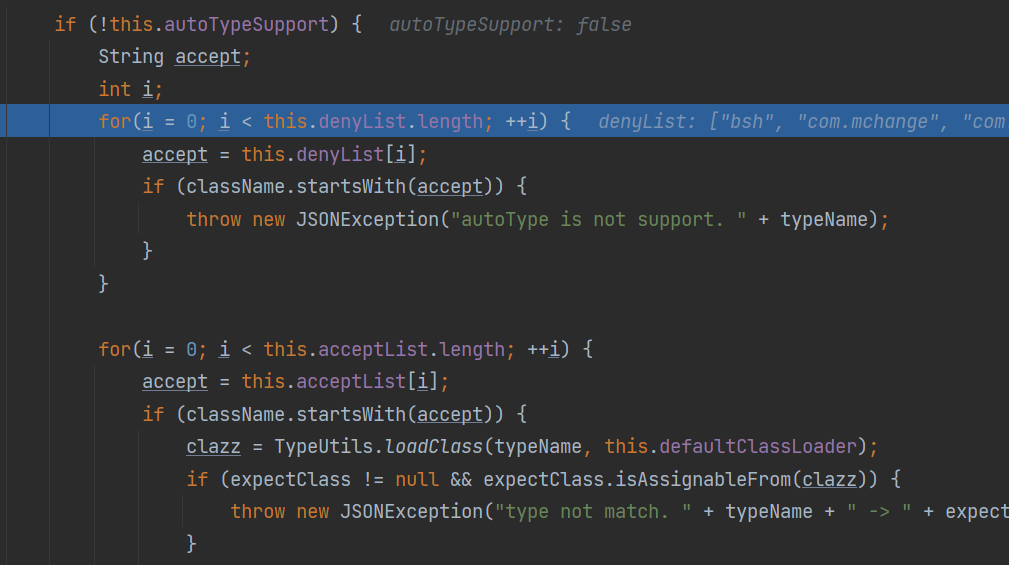 if (!this.autoTypeSupport) { autoTypeSupport: false
String accept;
int i;
for(i = 0; i < this.denyList.length; ++i) { denyList: ["bsh", "com.mchange", "com
accept = this.denyList[i];
if (className.startsWith(accept)) {
throw new JSONException("autoType is not support. " + typeName);
}
}
for(i = 0; i < this.acceptList.length; ++i) {
accept = this.acceptList[i];
if (className.startsWith(accept)) {
clazz = TypeUtils.loadClass(typeName, this.defaultClassLoader);
if (expectClass != null && expectClass.isAssignableFrom(clazz)) {
throw new JSONException("type not match. " + typeName + " -> " + expect
}